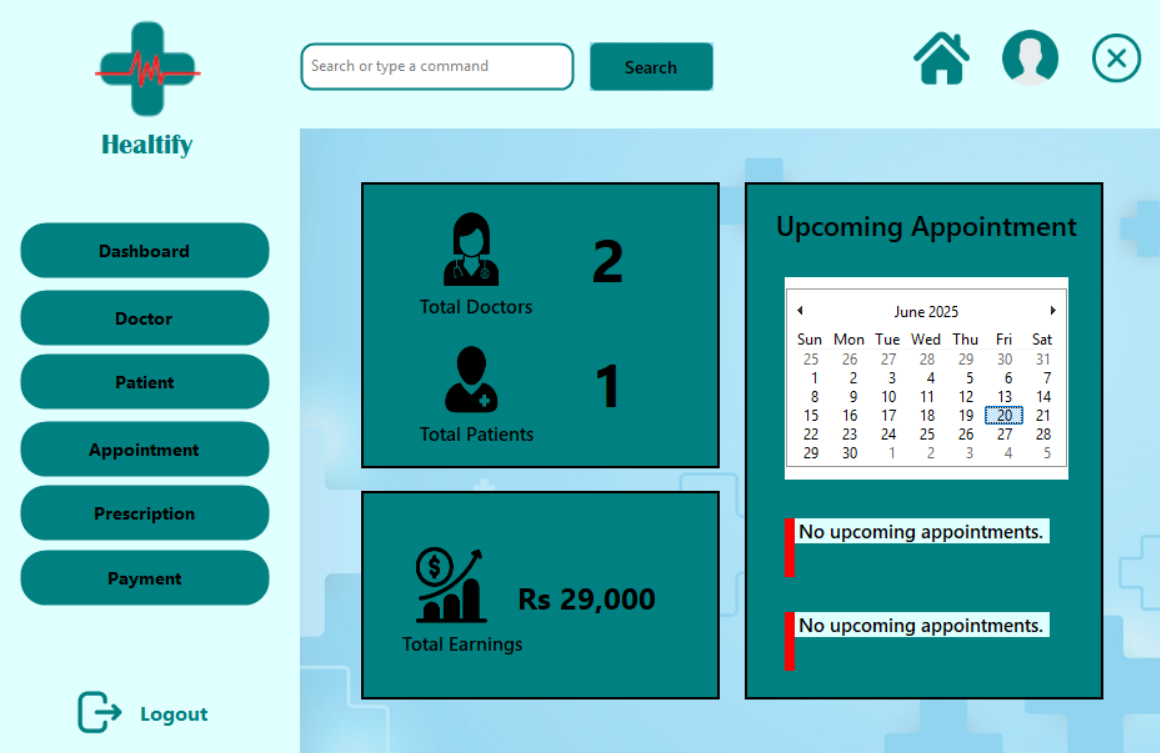 Healtify
Search or type a command
Search
Dashboard
Doctor
Patient
Appointment
Prescription
Payment
Logout
2
Total Doctors
1
Total Patients
$
Rs 29,000
Total Earnings
Upcoming Appointment
June 2025
Sun Mon Tue Wed Thu Fri Sat
25 26 27 28 29 30 31
1 2 3 4 5 6 7
8 9 10 11 12 13 14
15 16 17 18 19 20 21
22 23 24 25 26 27 28
29 30 1 2 3 4 5
No upcoming appointments.
No upcoming appointments.